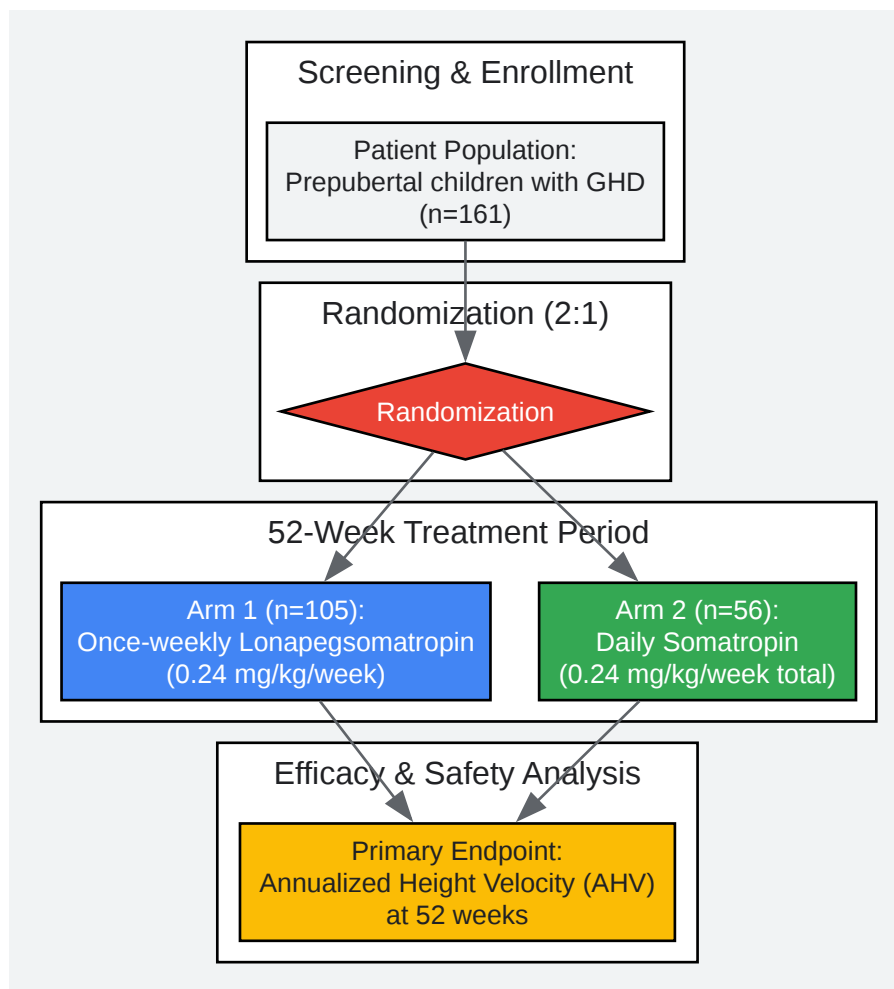 Screening & Enrollment
Patient Population:
Prepubertal children with GHD
(n=161)
Randomization (2:1)
Randomization
52-Week Treatment Period
Arm 1 (n=105):
Once-weekly Lonapegsomatropin
(0.24 mg/kg/week)
Arm 2 (n=56):
Daily Somatropin
(0.24 mg/kg/week total)
Efficacy & Safety Analysis
Primary Endpoint:
Annualized Height Velocity (AHV)
at 52 weeks